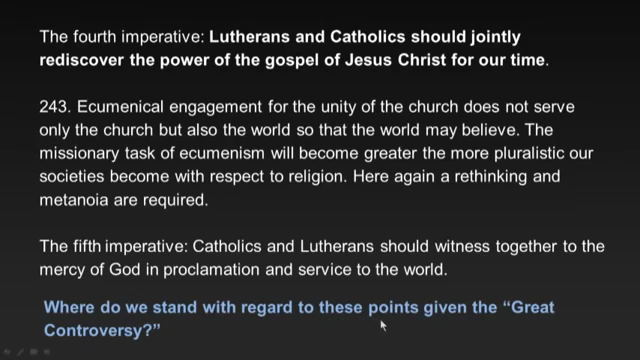 The fourth imperative: Lutherans and Catholics should jointly
rediscover the power of the gospel of Jesus Christ for our time.
243. Ecumenical engagement for the unity of the church does not serve
only the church but also the world so that the world may believe. The
missionary task of ecumenism will become greater the more pluralistic our
societies become with respect to religion. Here again a rethinking and
metanoia are required.
The fifth imperative: Catholics and Lutherans should witness together to the
mercy of God in proclamation and service to the world.
Where do we stand with regard to these points given the “Great
Controversy?”